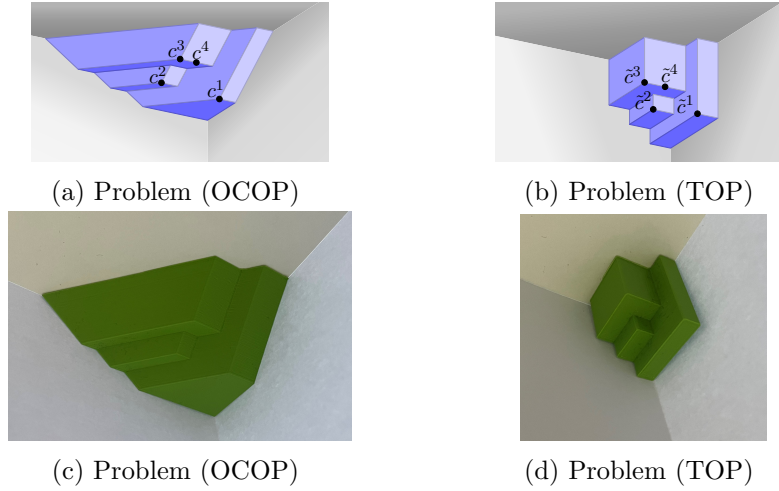 c³ c⁴
c²
c¹
c̃³ c̃⁴
c̃² c̃¹
(a) Problem (OCOP)
(b) Problem (TOP)
(c) Problem (OCOP)
(d) Problem (TOP)